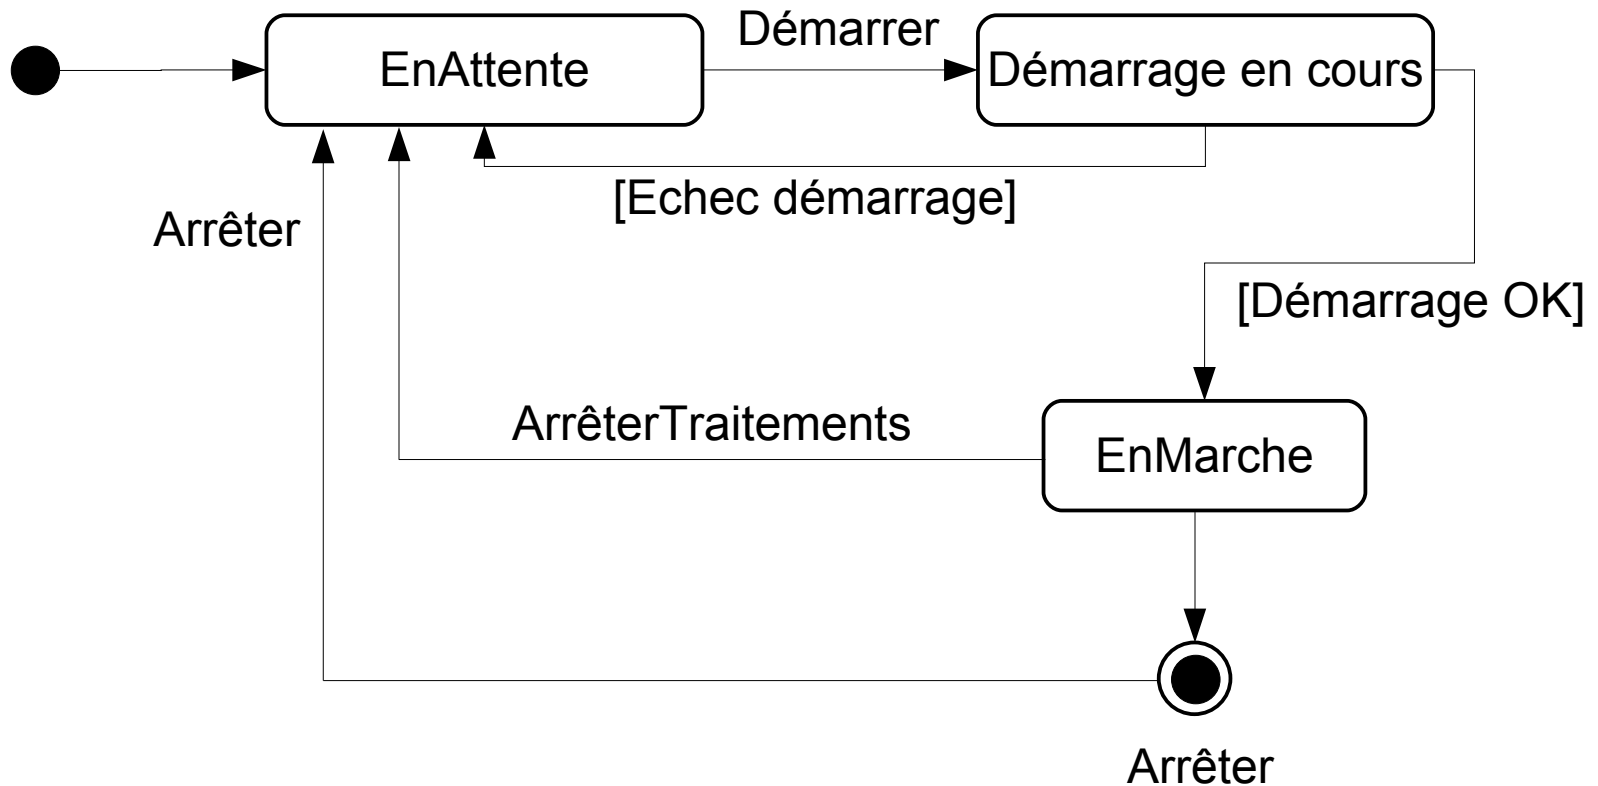 Démarrer
EnAttente
Démarrage en cours
[Echec démarrage]
Arrêter
[Démarrage OK]
ArrêterTraitements
EnMarche
Arrêter